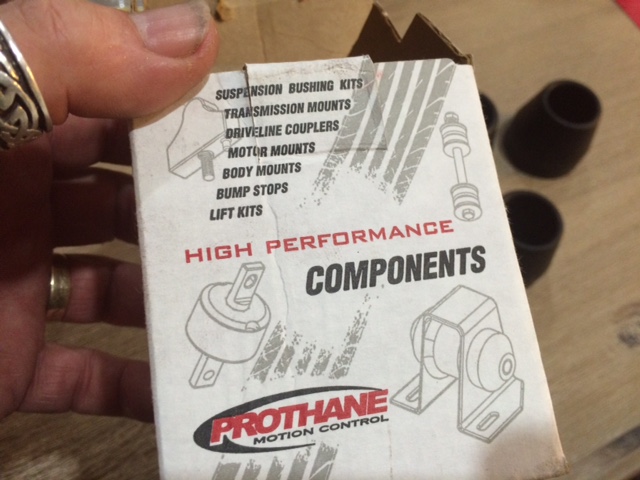 SUSPENSION BUSHING KITS
TRANSMISSION MOUNTS
DRIVELINE COUPLERS
MOTOR MOUNTS
BODY MOUNTS
BUMP STOPS
LIFT KITS
HIGH PERFORMANCE
COMPONENTS
PROTHANE
MOTION CONTROL